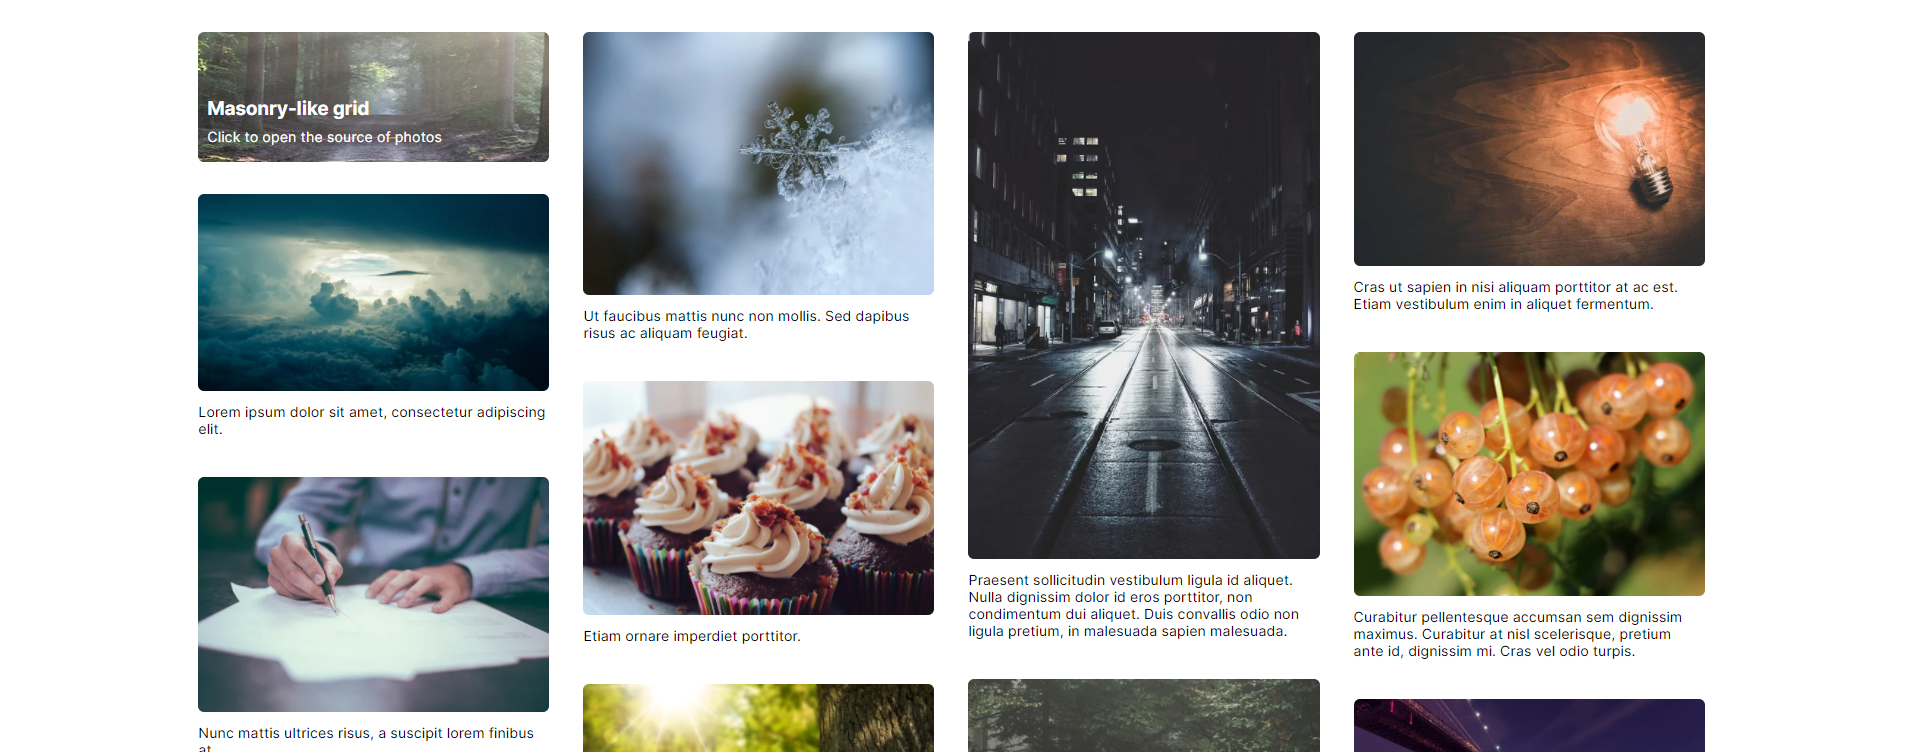 Masonry-like grid
Click to open the source of photos
Lorem ipsum dolor sit amet, consectetur adipiscing
elit.
Nunc mattis ultrices risus, a suscipit lorem finibus
at
Ut faucibus mattis nunc non mollis. Sed dapibus
risus ac aliquam feugiat.
Etiam ornare imperdiet porttitor.
Praesent sollicitudin vestibulum ligula id aliquet.
Nulla dignissim dolor id eros porttitor, non
condimentum dui aliquet. Duis convallis odio non
ligula pretium, in malesuada sapien malesuada.
Cras ut sapien in nisi aliquam porttitor at ac est.
Etiam vestibulum enim in aliquet fermentum.
Curabitur pellentesque accumsan sem dignissim
maximus. Curabitur at nisl scelerisque, pretium
ante id, dignissim mi. Cras vel odio turpis.